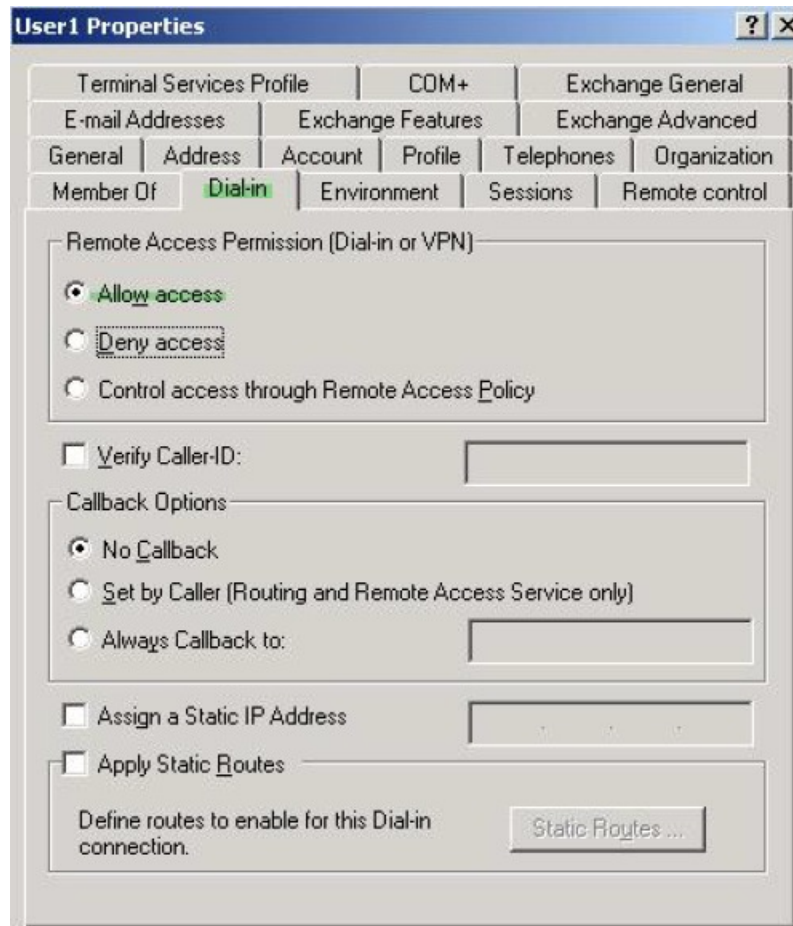 User1 Properties
Terminal Services Profile COM+ Exchange General
E-mail Addresses Exchange Features Exchange Advanced
General Address Account Profile Telephones Organization
Member Of Dial-in Environment Sessions Remote control
Remote Access Permission (Dial-in or VPN)
Allow access
Deny access
Control access through Remote Access Policy
Verify Caller-ID:
Callback Options
No Callback
Set by Caller (Routing and Remote Access Service only)
Always Callback to:
Assign a Static IP Address
Apply Static Routes
Define routes to enable for this Dial-in
connection.
Static Routes ...